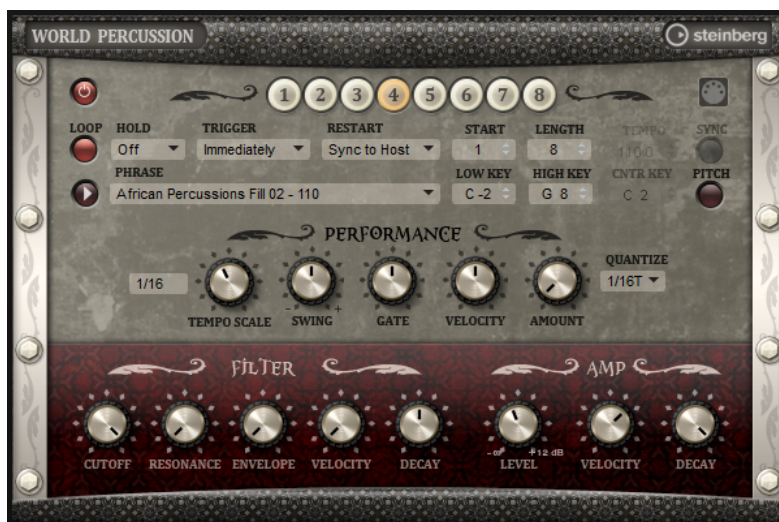 WORLD PERCUSSION
steinberg
1 2 3 4 5 6 7 8
LOOP HOLD TRIGGER RESTART START LENGTH TEMPO SYNC
Off Immediately Sync to Host 1 8 110.0
PHRASE LOW KEY HIGH KEY CNTR KEY PITCH
African Percussions Fill 02 - 110 C -2 G 8 C 2
PERFORMANCE
QUANTIZE
1/16 - + 1/16T
TEMPO SCALE SWING GATE VELOCITY AMOUNT
FILTER AMP
-∞ +12 dB
CUTOFF RESONANCE ENVELOPE VELOCITY DECAY LEVEL VELOCITY DECAY